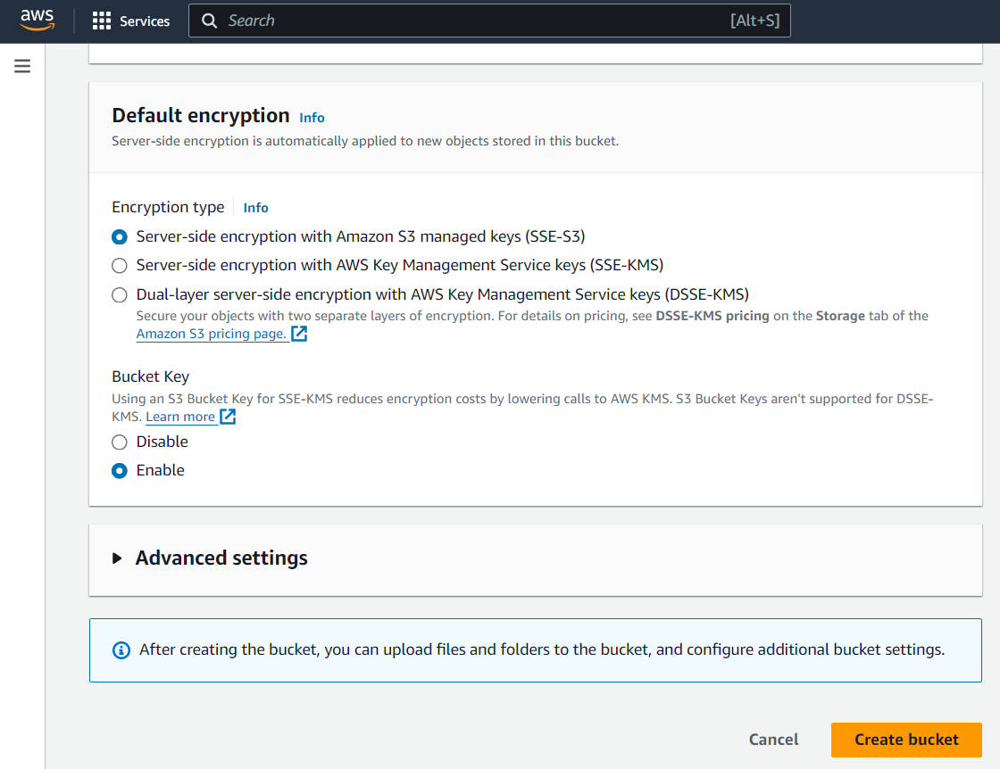 aws Services Search [Alt+S]
Default encryption Info
Server-side encryption is automatically applied to new objects stored in this bucket.
Encryption type Info
Server-side encryption with Amazon S3 managed keys (SSE-S3)
Server-side encryption with AWS Key Management Service keys (SSE-KMS)
Dual-layer server-side encryption with AWS Key Management Service keys (DSSE-KMS)
Secure your objects with two separate layers of encryption. For details on pricing, see DSSE-KMS pricing on the Storage tab of the
Amazon S3 pricing page.
Bucket Key
Using an S3 Bucket Key for SSE-KMS reduces encryption costs by lowering calls to AWS KMS. S3 Bucket Keys aren't supported for DSSE-
KMS. Learn more
Disable
Enable
Advanced settings
After creating the bucket, you can upload files and folders to the bucket, and configure additional bucket settings.
Cancel Create bucket